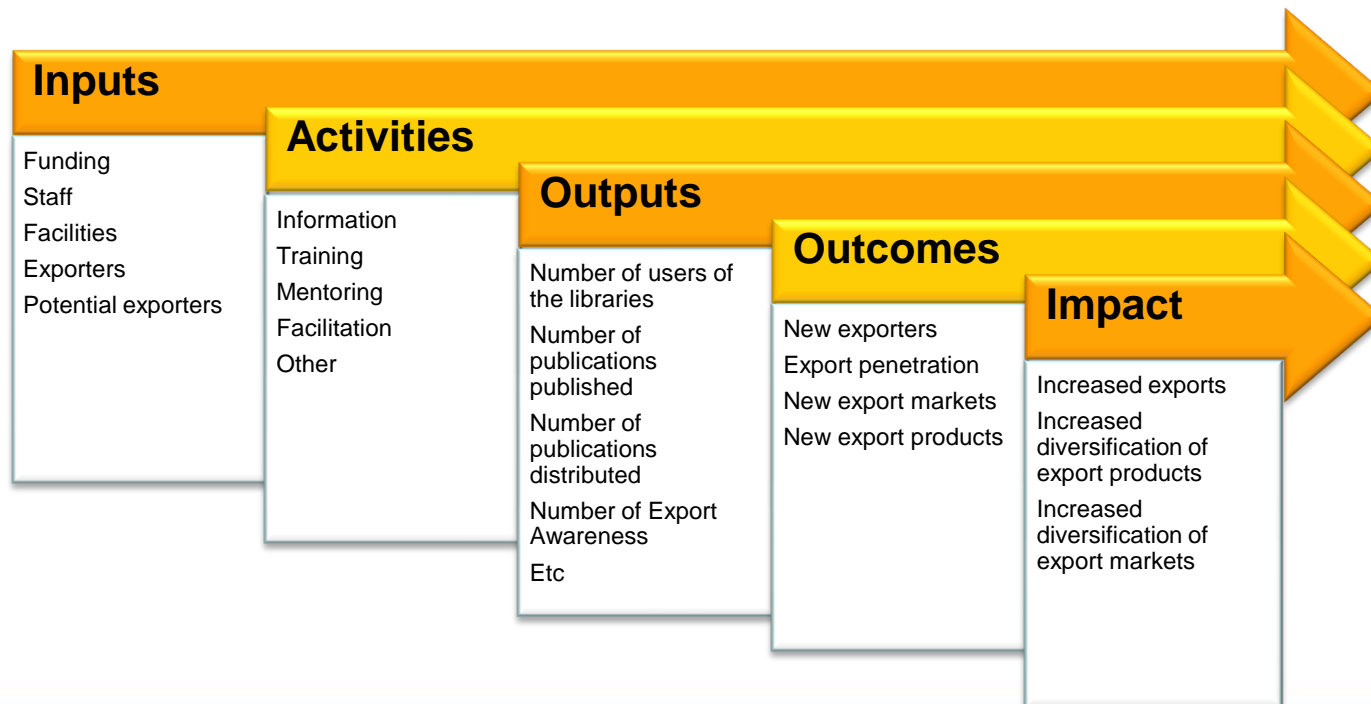 Inputs
Funding
Staff
Facilities
Exporters
Potential exporters
Activities
Information
Training
Mentoring
Facilitation
Other
Outputs
Number of users of
the libraries
Number of
publications
published
Number of
publications
distributed
Number of Export
Awareness
Etc
Outcomes
New exporters
Export penetration
New export markets
New export products
Impact
Increased exports
Increased
diversification of
export products
Increased
diversification of
export markets